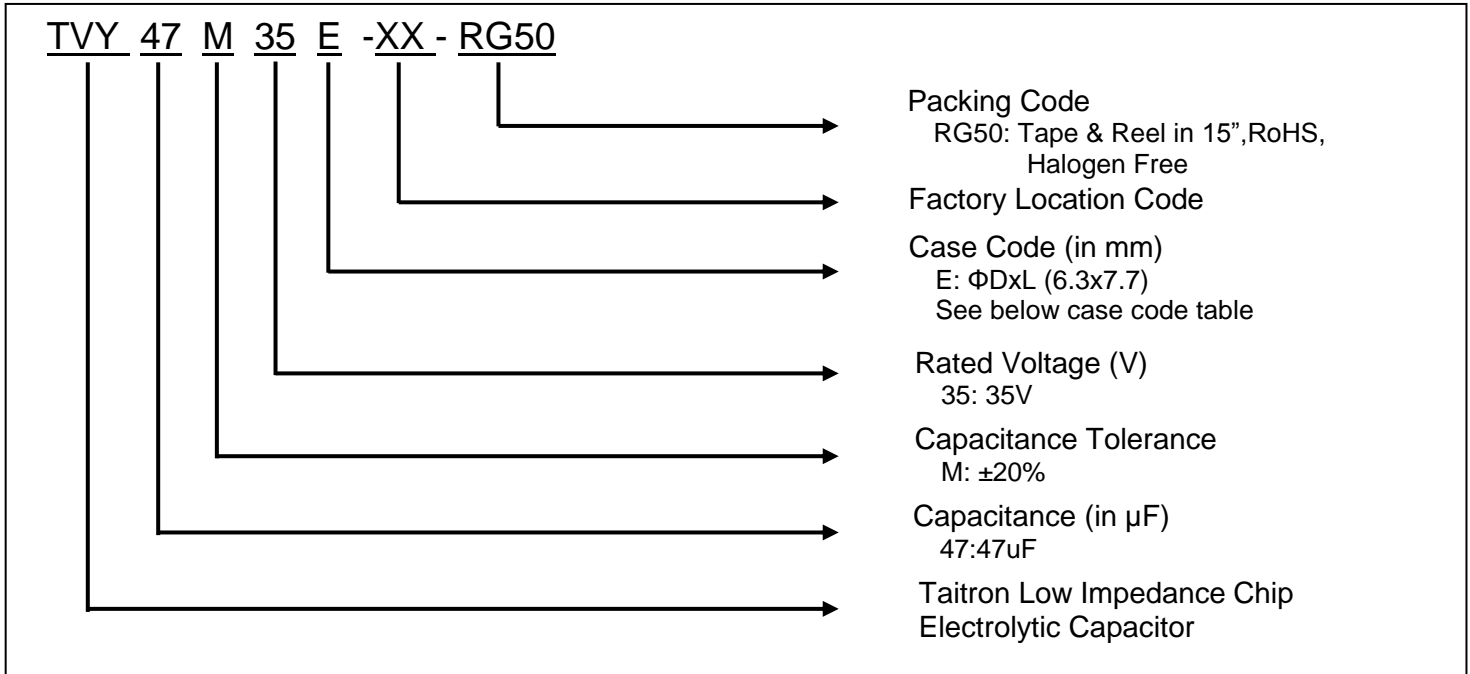 TVY 47 M 35 E -XX - RG50
Packing Code
RG50: Tape & Reel in 15”,RoHS,
Halogen Free
Factory Location Code
Case Code (in mm)
E: ΦDxL (6.3x7.7)
See below case code table
Rated Voltage (V)
35: 35V
Capacitance Tolerance
M: ±20%
Capacitance (in µF)
47:47uF
Taitron Low Impedance Chip
Electrolytic Capacitor